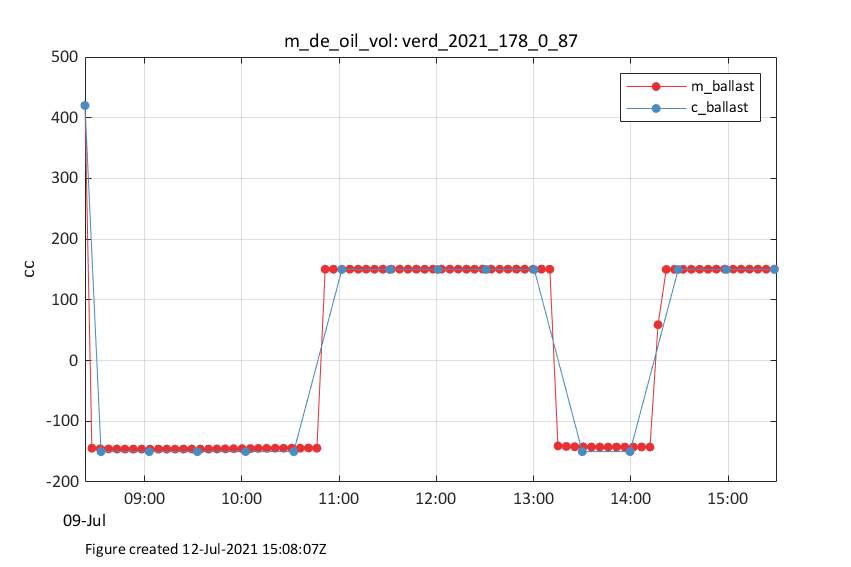 m_de_oil_vol: verd_2021_178_0_87
500
400
300
200
100
0
-100
-200
cc
m_ballast
c_ballast
09:00 10:00 11:00 12:00 13:00 14:00 15:00
09-Jul
Figure created 12-Jul-2021 15:08:07Z